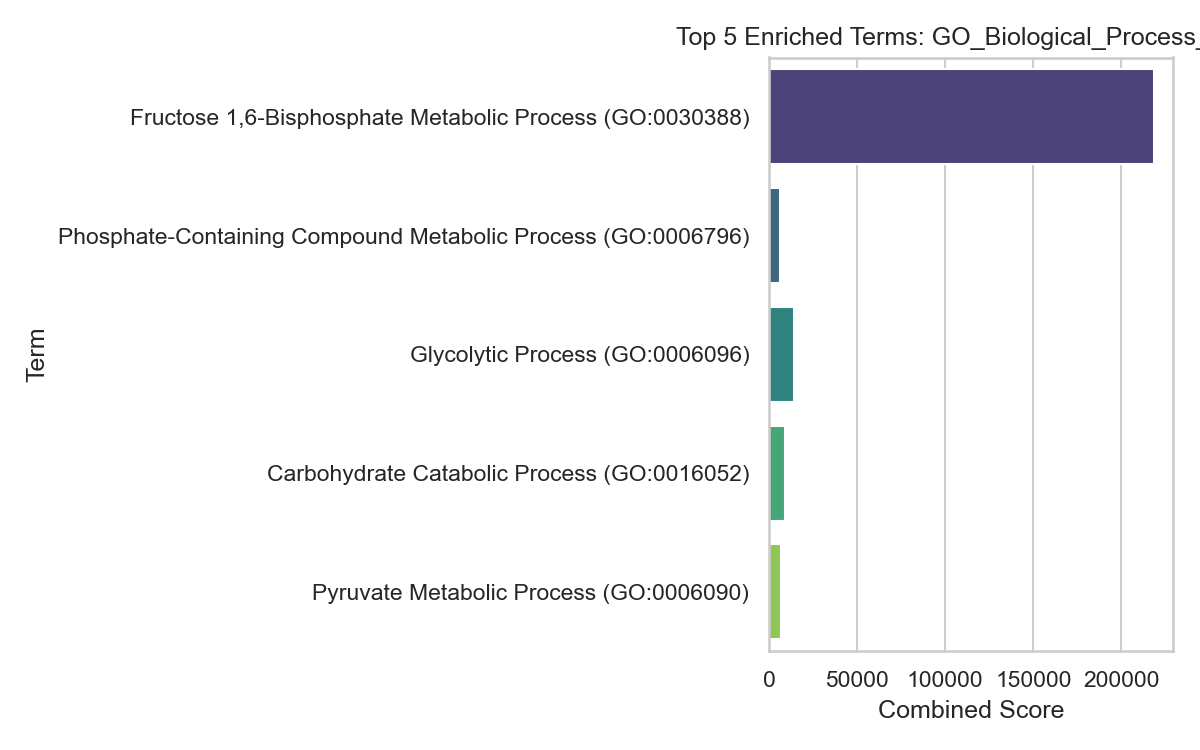 Top 5 Enriched Terms: GO_Biological_Process_
Fructose 1,6-Bisphosphate Metabolic Process (GO:0030388)
Phosphate-Containing Compound Metabolic Process (GO:0006796)
Glycolytic Process (GO:0006096)
Carbohydrate Catabolic Process (GO:0016052)
Pyruvate Metabolic Process (GO:0006090)
Term
0 50000 100000 150000 200000
Combined Score